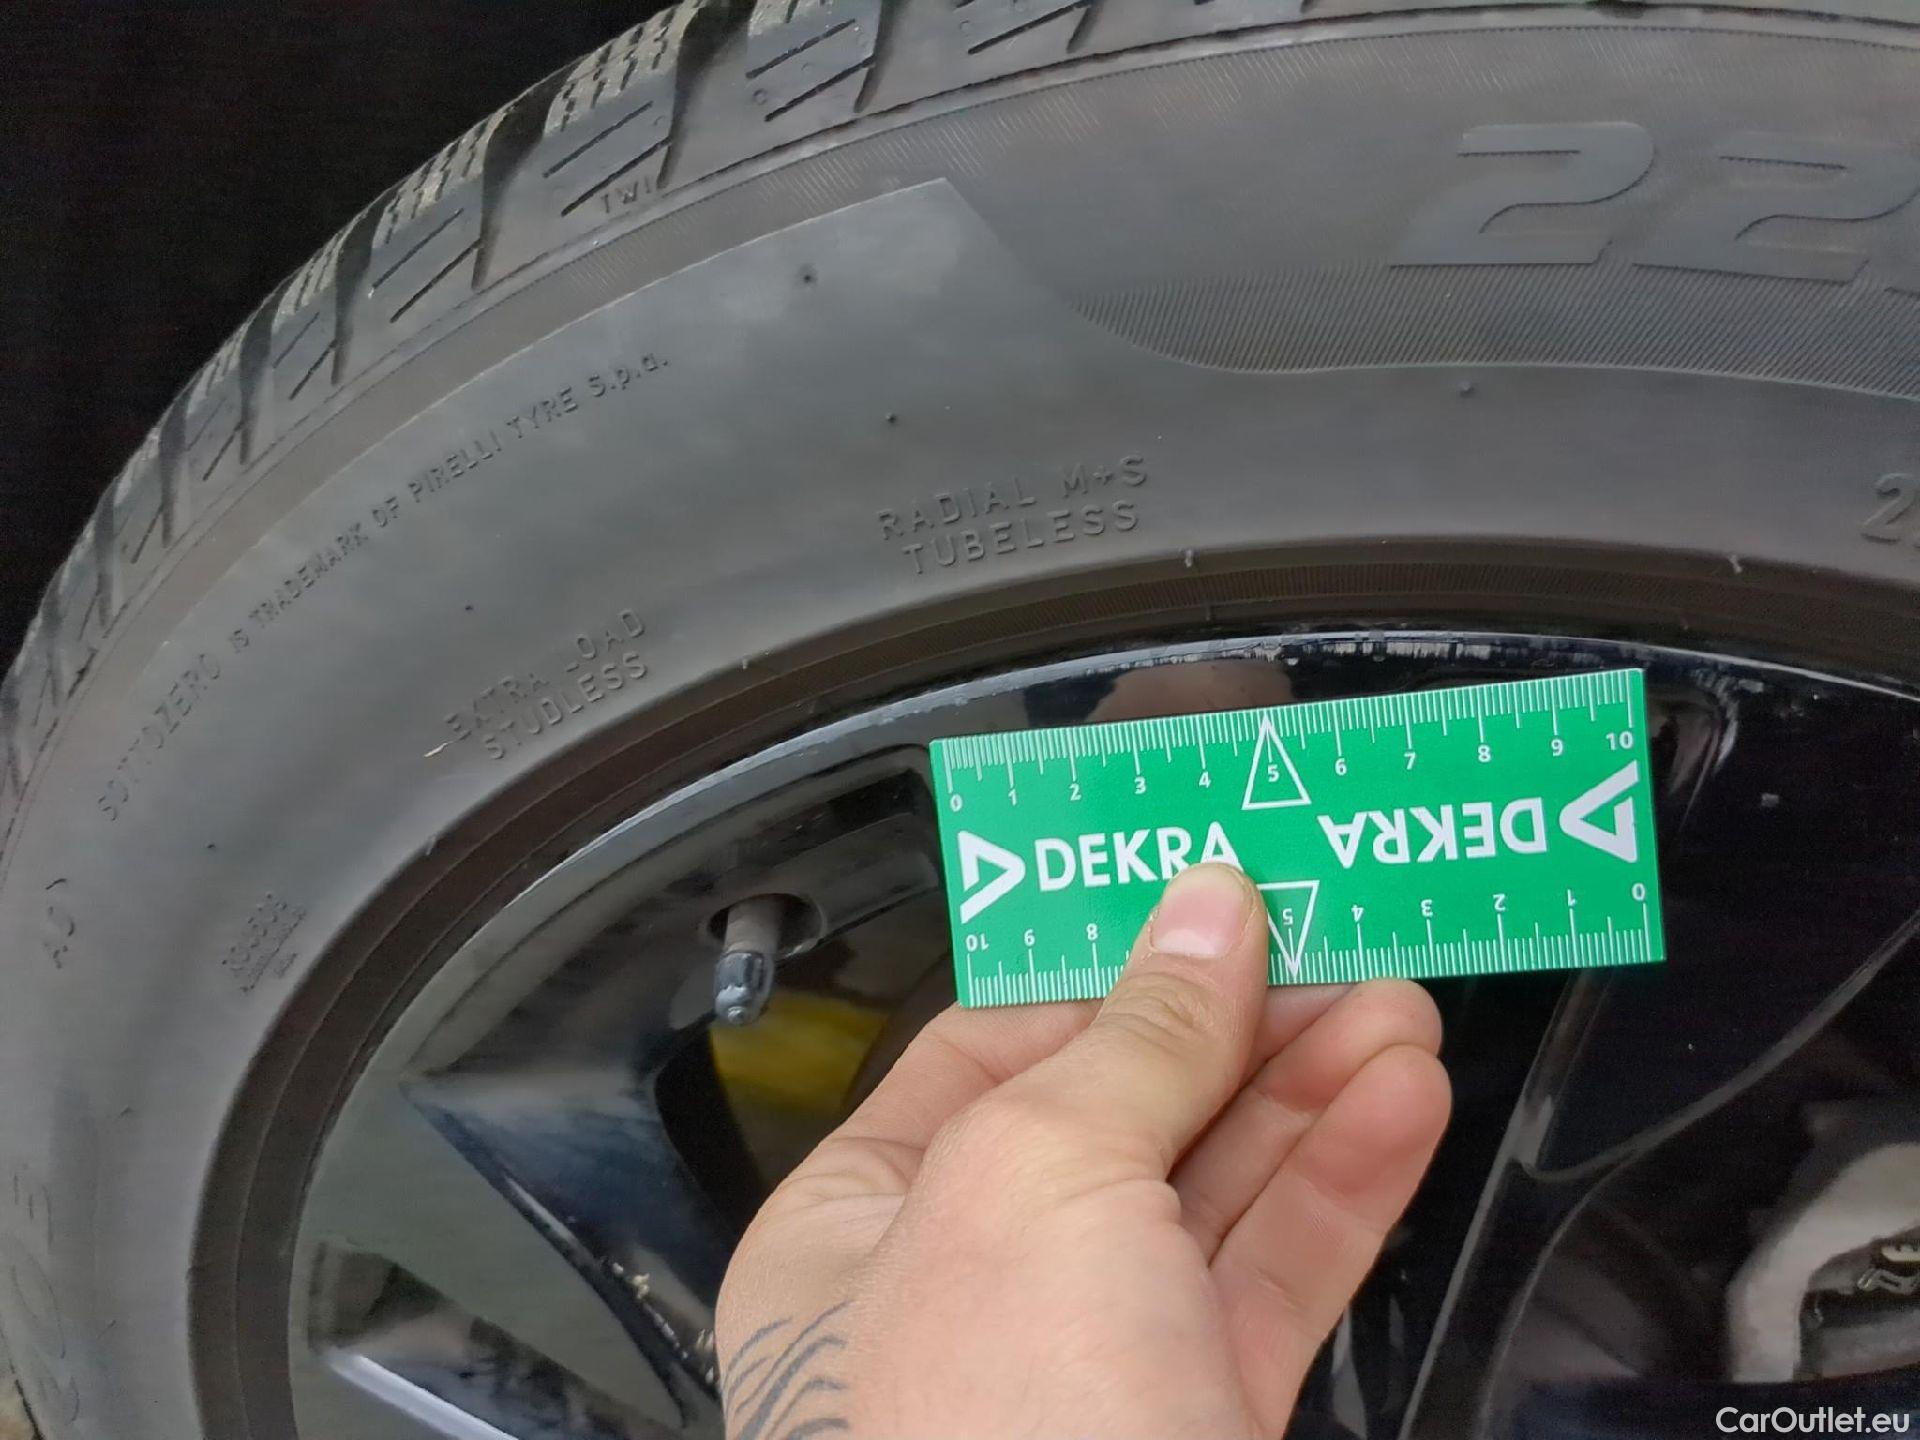 TWI
22
SOTTOZERO IS TRADEMARK OF PIRELLI TYRE S.p.a.
RADIAL M+S
TUBELESS
EXTRA LOAD
STUDLESS
0 1 2 3 4 5 6 7 8 9 10
DEKRA DEKRA
10 9 8 5 4 3 2 1 0
CarOutlet.eu